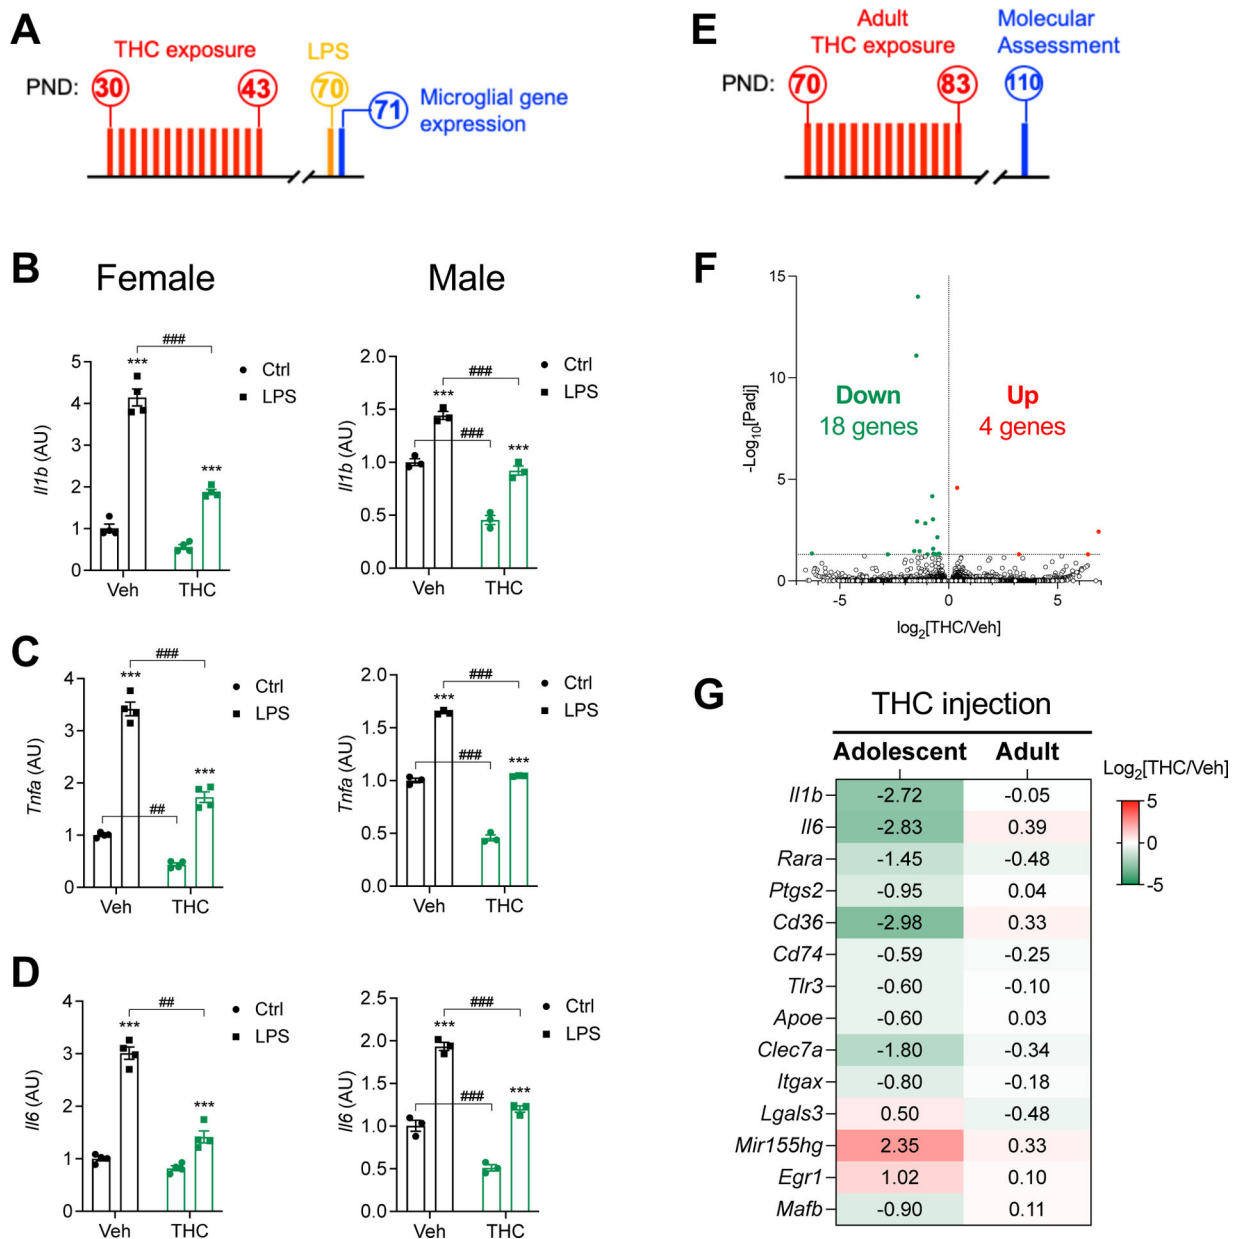 A
THC exposure
LPS
PND:
30
43
70
71
Microglial gene
expression
E
Adult
THC exposure
Molecular
Assessment
PND:
70
83
110
B
Female
Male
###
***
***
Ctrl
LPS
5
4
3
2
1
0
Il1b (AU)
Veh
THC
###
***
###
***
Ctrl
LPS
2.0
1.5
1.0
0.5
0.0
Il1b (AU)
Veh
THC
C
###
***
##
***
Ctrl
LPS
4
3
2
1
0
Tnfa (AU)
Veh
THC
###
***
###
***
Ctrl
LPS
2.0
1.5
1.0
0.5
0.0
Tnfa (AU)
Veh
THC
D
##
***
***
Ctrl
LPS
4
3
2
1
0
Il6 (AU)
Veh
THC
###
***
###
***
Ctrl
LPS
2.5
2.0
1.5
1.0
0.5
0.0
Il6 (AU)
Veh
THC
F
15
10
5
0
-Log10[Padj]
Down
18 genes
Up
4 genes
-5
0
5
log2[THC/Veh]
G
THC injection
Adolescent Adult
Il1b -2.72 -0.05
Il6 -2.83 0.39
Rara -1.45 -0.48
Ptgs2 -0.95 0.04
Cd36 -2.98 0.33
Cd74 -0.59 -0.25
Tlr3 -0.60 -0.10
Apoe -0.60 0.03
Clec7a -1.80 -0.34
Itgax -0.80 -0.18
Lgals3 0.50 -0.48
Mir155hg 2.35 0.33
Egr1 1.02 0.10
Mafb -0.90 0.11
Log2[THC/Veh]
5
0
-5